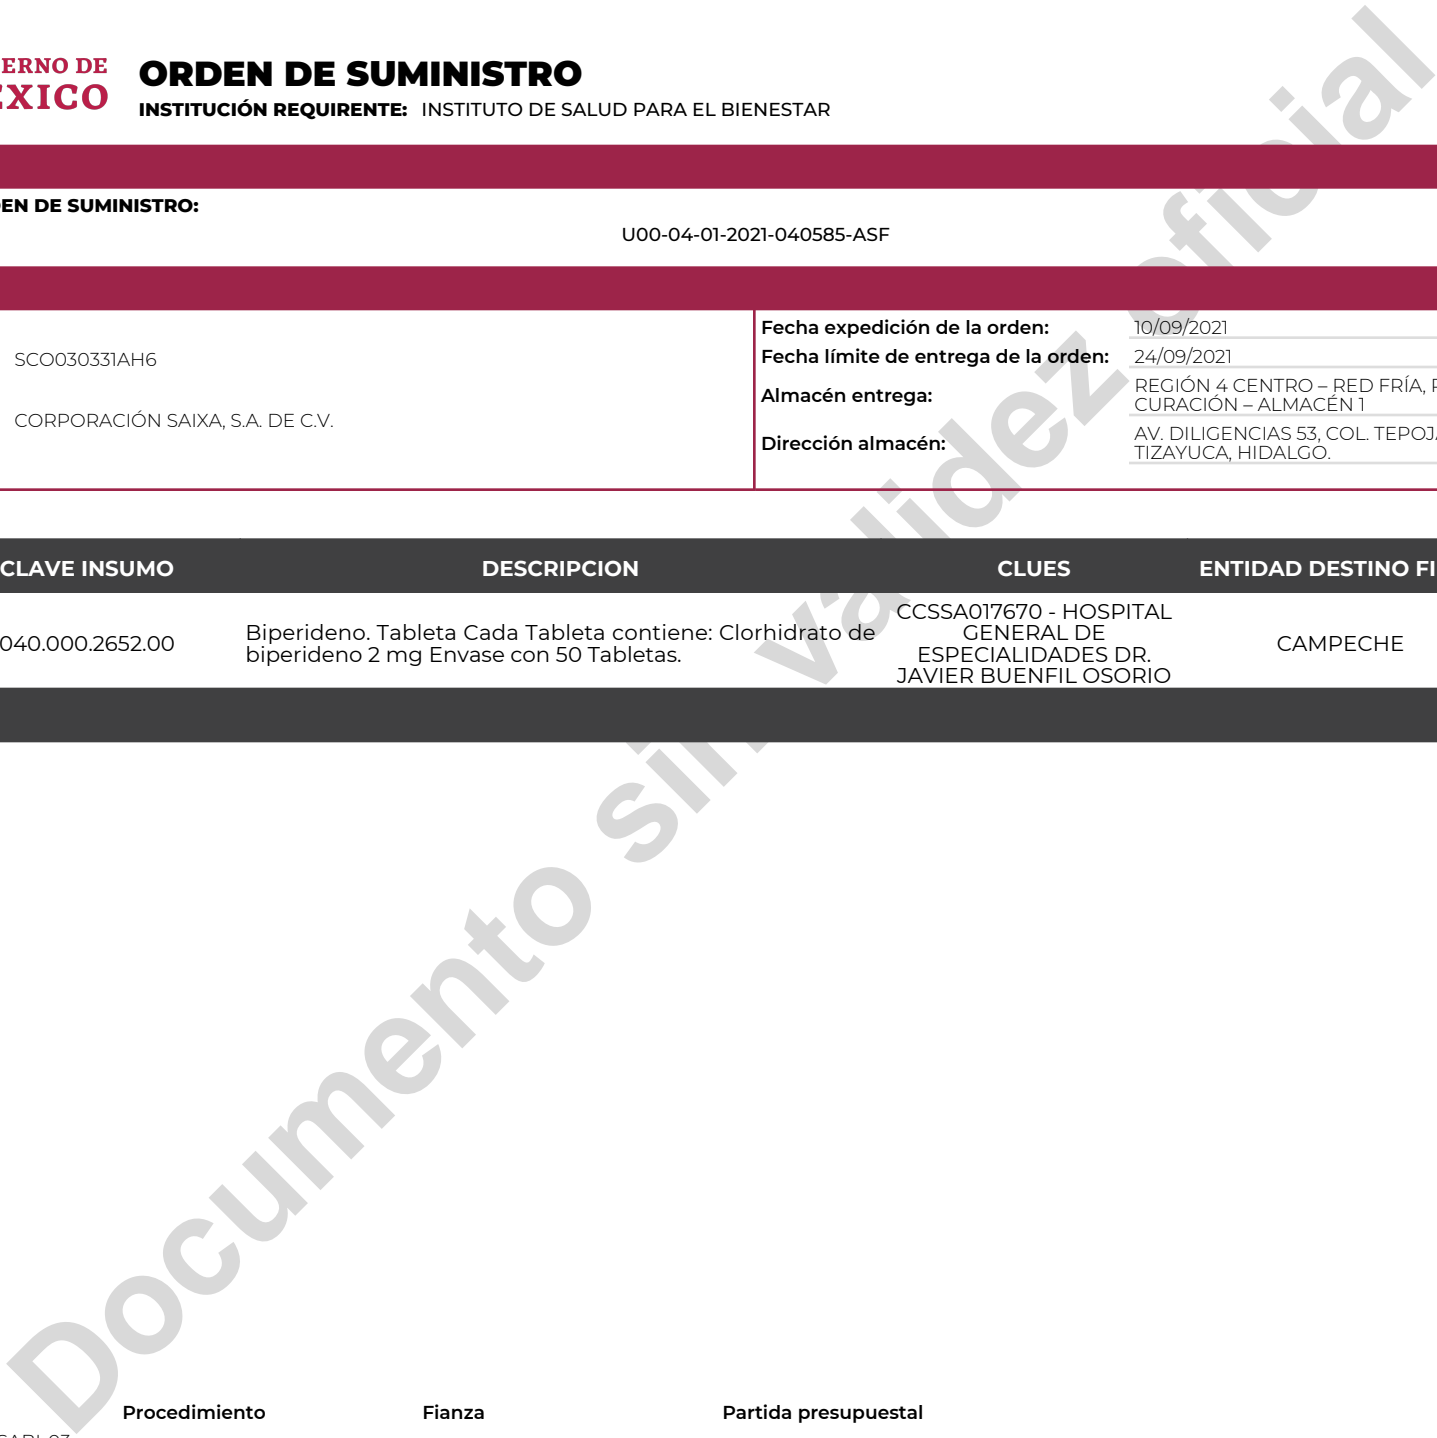 ERNO DE
EXICO
ORDEN DE SUMINISTRO
INSTITUCIÓN REQUIRENTE: INSTITUTO DE SALUD PARA EL BIENESTAR
EN DE SUMINISTRO:
U00-04-01-2021-040585-ASF
SCO030331AH6
CORPORACIÓN SAIXA, S.A. DE C.V.
Fecha expedición de la orden: 10/09/2021
Fecha límite de entrega de la orden: 24/09/2021
Almacén entrega: REGIÓN 4 CENTRO – RED FRÍA,
CURACIÓN – ALMACÉN 1
Dirección almacén: AV. DILIGENCIAS 53, COL. TEPOJ
TIZAYUCA, HIDALGO.
CLAVE INSUMO DESCRIPCION CLUES ENTIDAD DESTINO FI
040.000.2652.00
Biperideno. Tableta Cada Tableta contiene: Clorhidrato de
biperideno 2 mg Envase con 50 Tabletas.
CCSSA017670 - HOSPITAL
GENERAL DE
ESPECIALIDADES DR.
JAVIER BUENFIL OSORIO
CAMPECHE
Documento sin validez oficial
Procedimiento Fianza Partida presupuestal